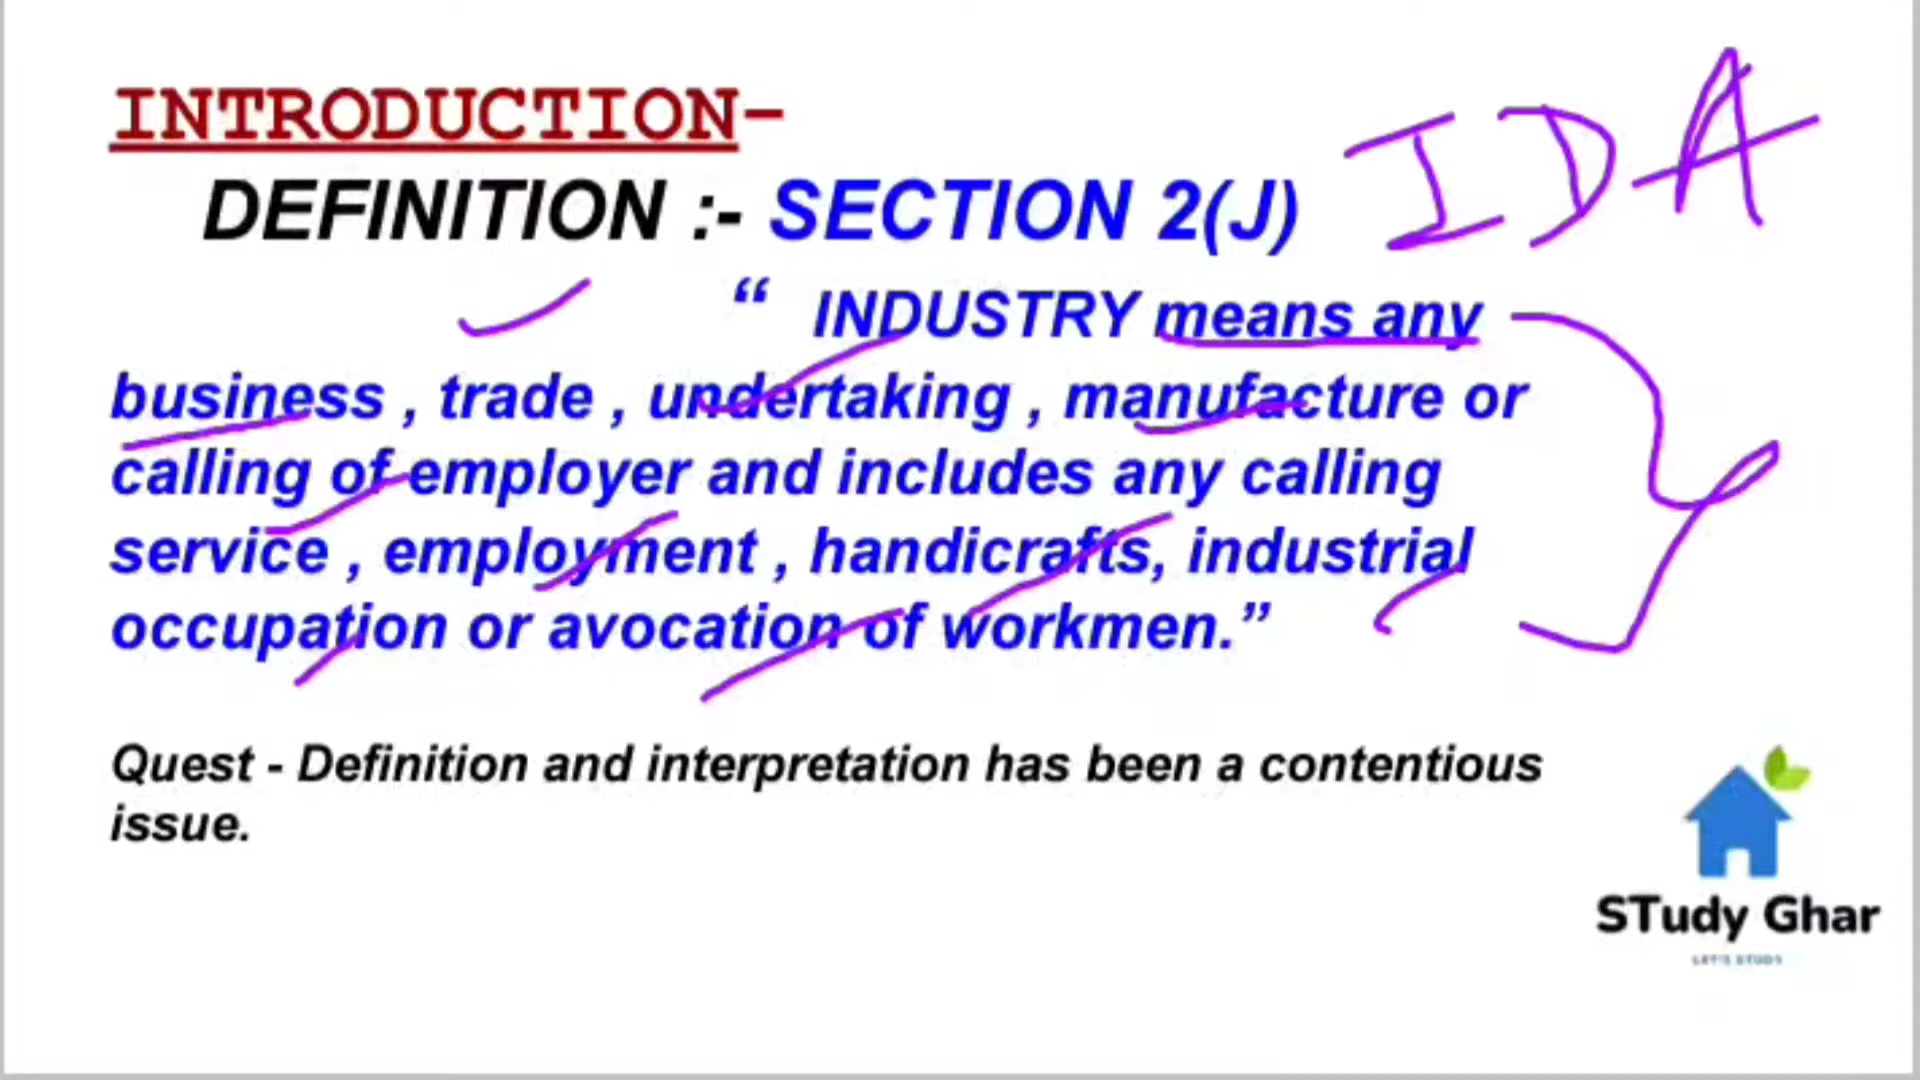 INTRODUCTION-
IDA
DEFINITION :- SECTION 2(J)
“ INDUSTRY means any
business , trade , undertaking , manufacture or
calling of employer and includes any calling
service , employment , handicrafts, industrial
occupation or avocation of workmen.”
Quest - Definition and interpretation has been a contentious
issue.
STudy Ghar
LET'S STUDY